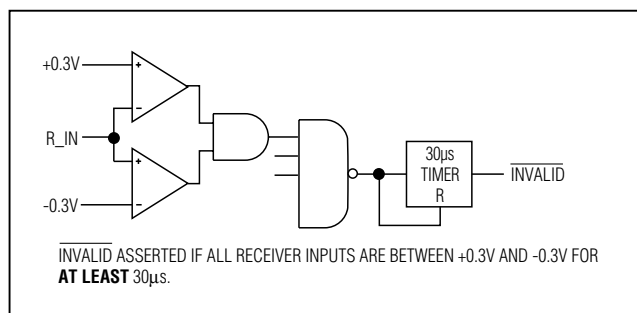 +0.3V
+
−
R_IN
+
−
-0.3V
30µs
TIMER
R
INVALID
INVALID ASSERTED IF ALL RECEIVER INPUTS ARE BETWEEN +0.3V AND -0.3V FOR
AT LEAST 30µs.